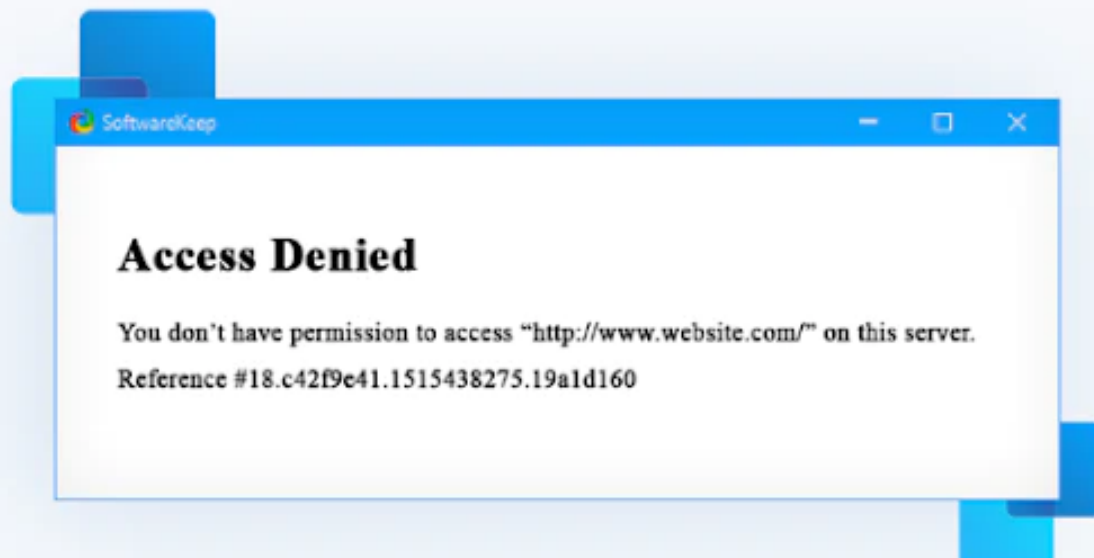 SoftwareKeep
Access Denied
You don’t have permission to access “http://www.website.com/” on this server.
Reference #18.c42f9e41.1515438275.19a1d160